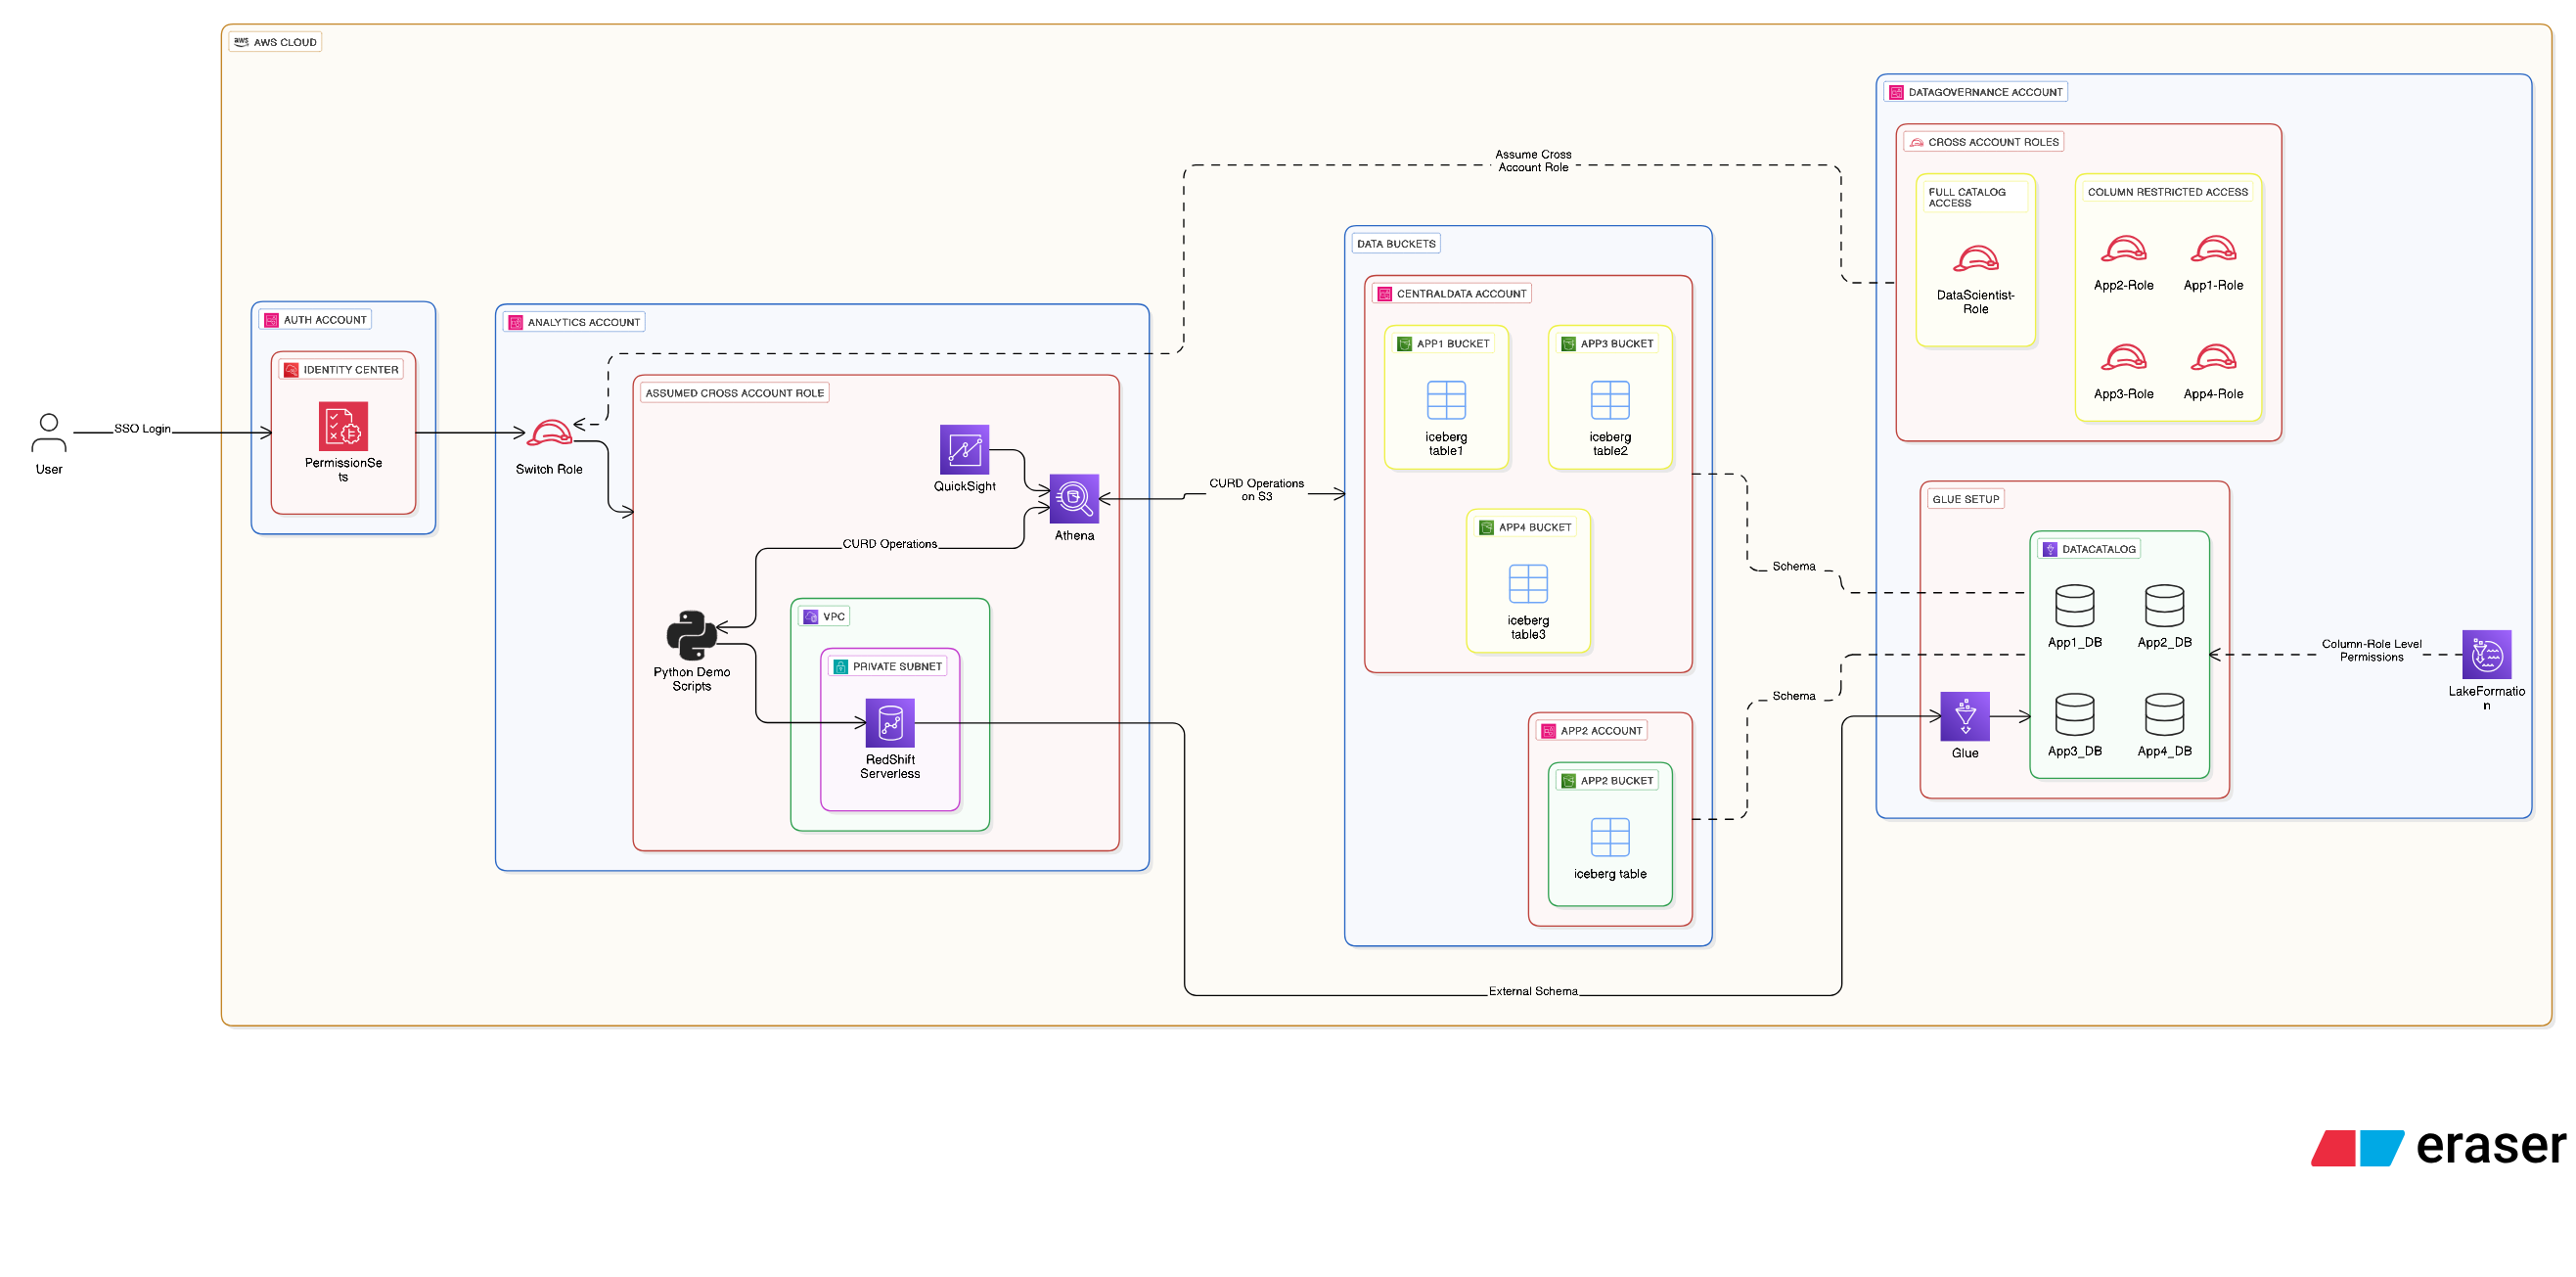 aws AWS CLOUD
DATAGOVERNANCE ACCOUNT
CROSS ACCOUNT ROLES
FULL CATALOG
ACCESS
DataScientist-
Role
COLUMN RESTRICTED ACCESS
App2-Role
App1-Role
App3-Role
App4-Role
Assume Cross
Account Role
DATA BUCKETS
CENTRALDATA ACCOUNT
APP1 BUCKET
iceberg
table1
APP3 BUCKET
iceberg
table2
APP4 BUCKET
iceberg
table3
AUTH ACCOUNT
IDENTITY CENTER
PermissionSe
ts
User
SSO Login
ANALYTICS ACCOUNT
Switch Role
ASSUMED CROSS ACCOUNT ROLE
QuickSight
Athena
CURD Operations
on S3
CURD Operations
Python Demo
Scripts
VPC
PRIVATE SUBNET
RedShift
Serverless
Schema
Schema
GLUE SETUP
DATACATALOG
App1_DB
App2_DB
App3_DB
App4_DB
Glue
Column-Role Level
Permissions
LakeFormatio
n
APP2 ACCOUNT
APP2 BUCKET
iceberg table
External Schema
eraser